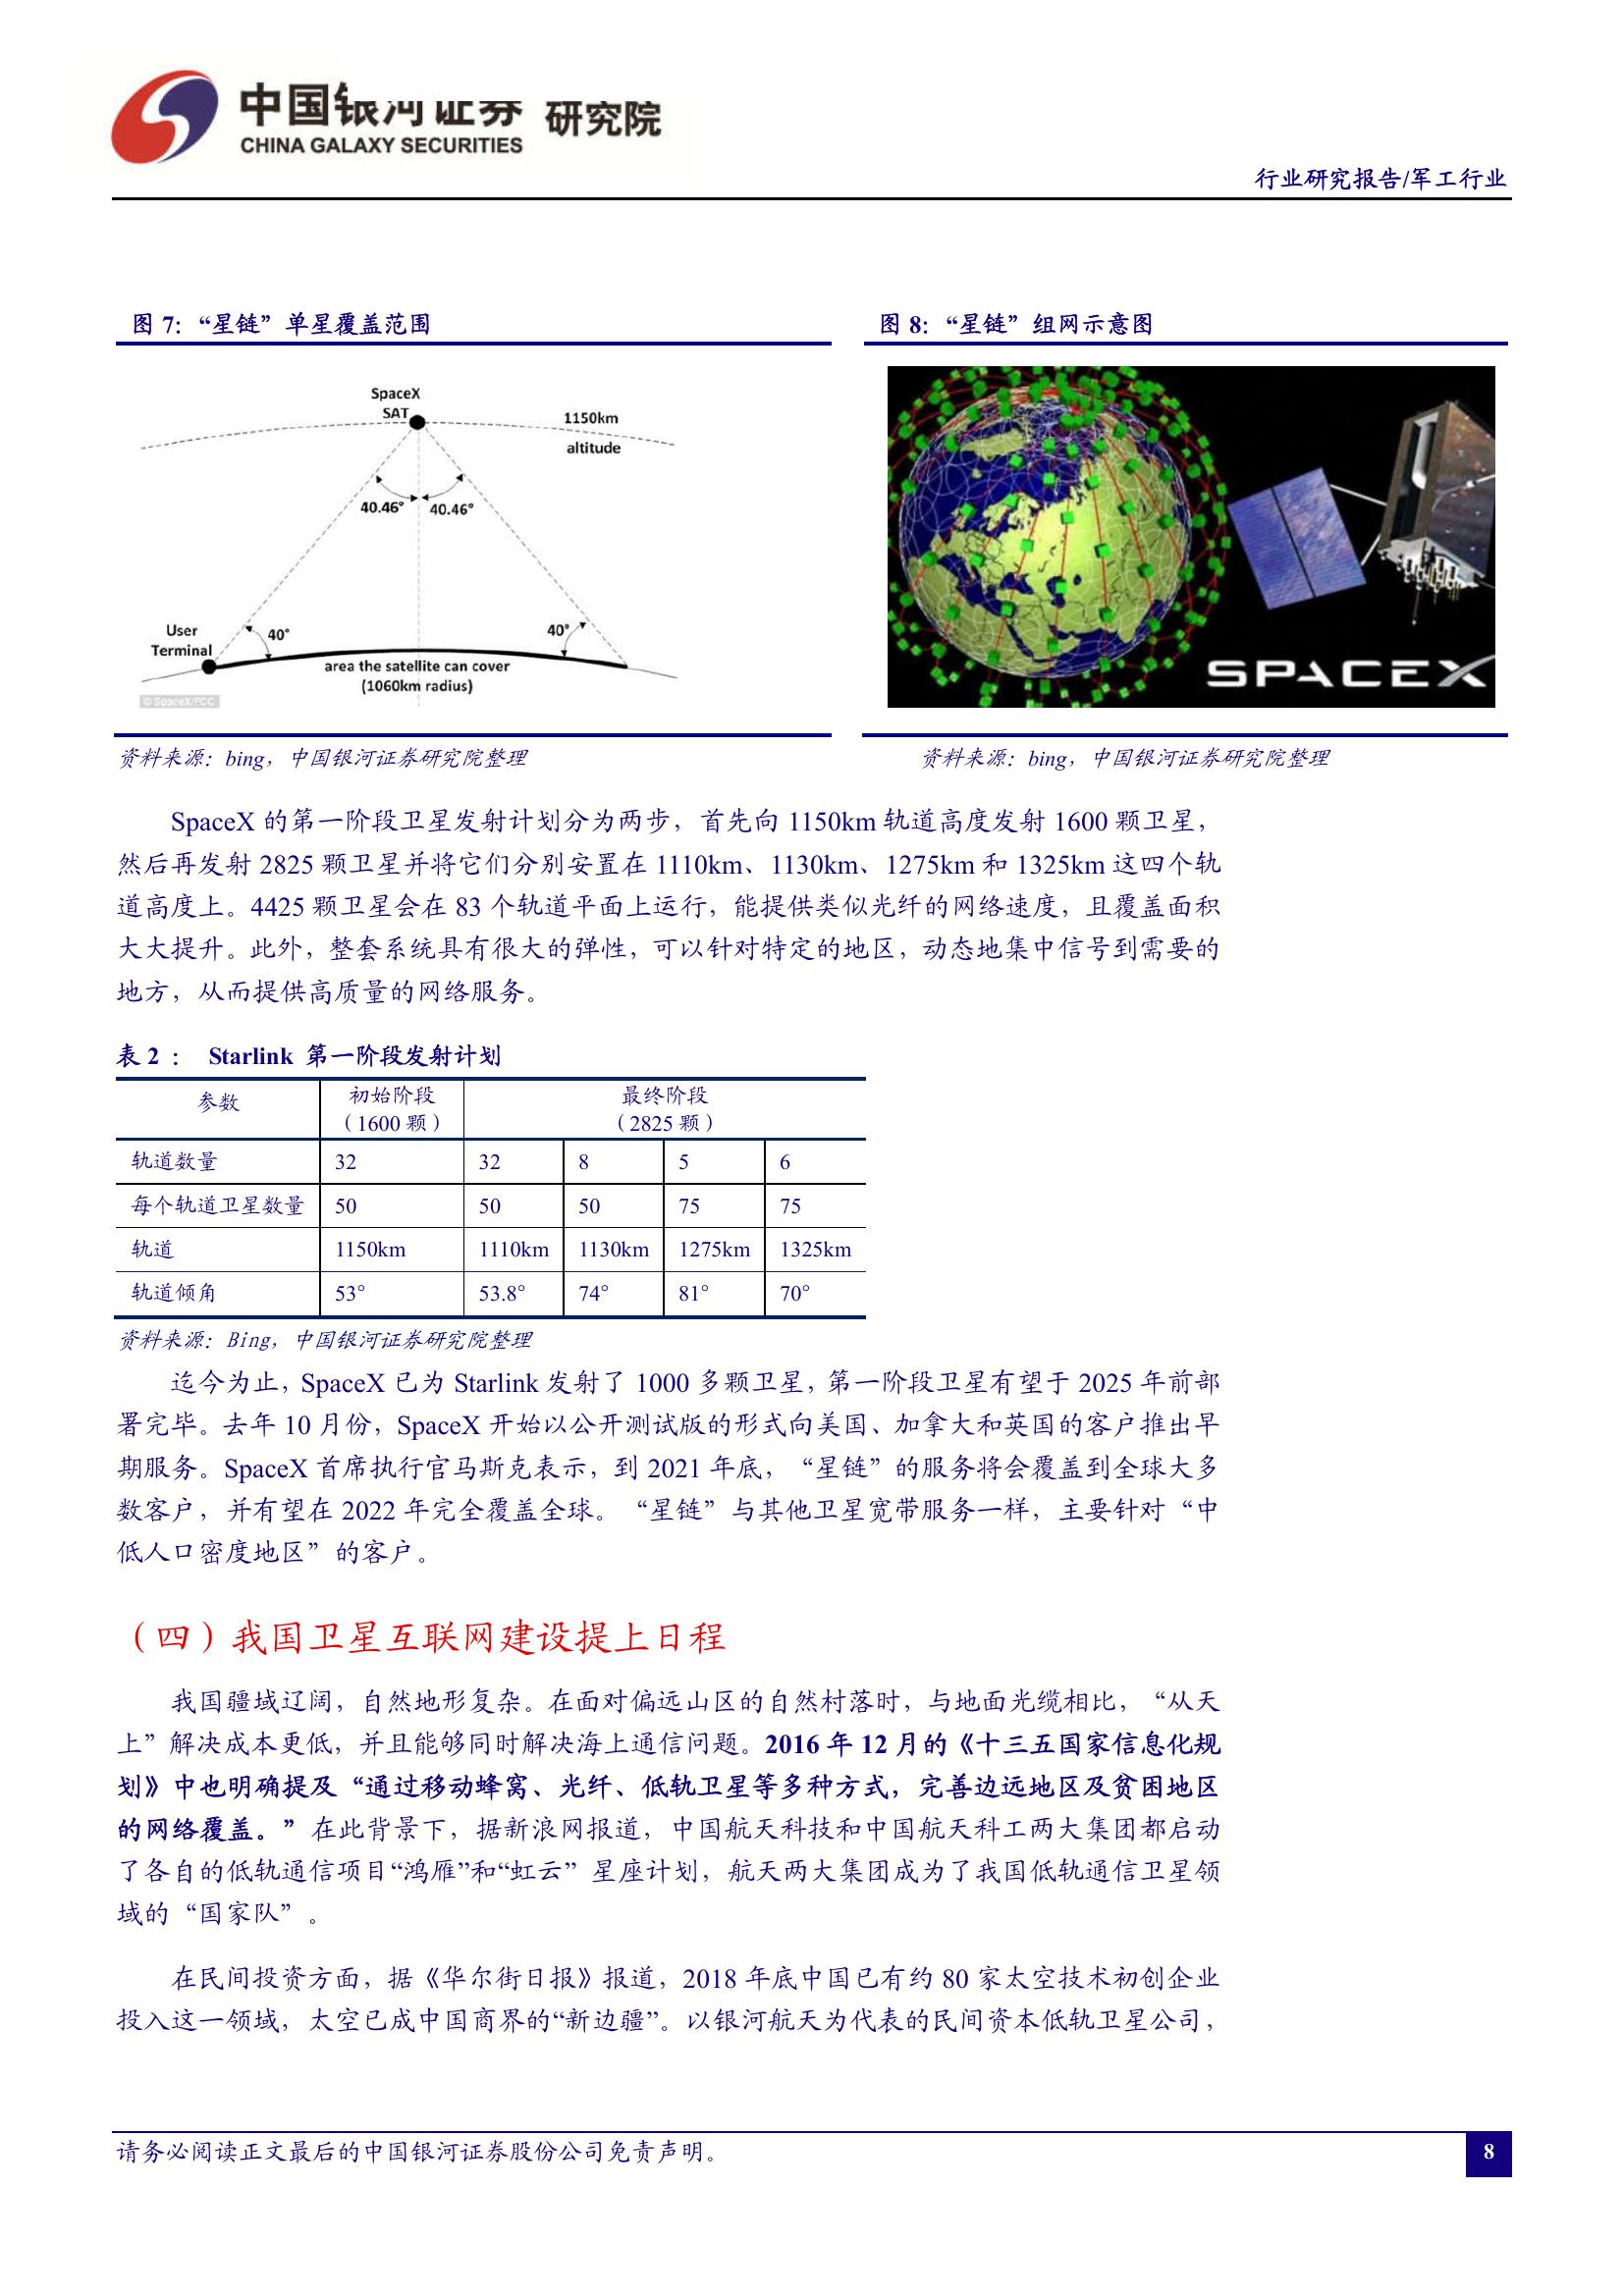 中国银河证券 研究院
CHINA GALAXY SECURITIES
行业研究报告/军工行业
图 7：“星链”单星覆盖范围
SpaceX
SAT
1150km
altitude
40.46° 40.46°
User
Terminal
40°
40°
area the satellite can cover
(1060km radius)
© SpaceX/FCC
资料来源：bing，中国银河证券研究院整理
图 8：“星链”组网示意图
SPACEX
资料来源：bing，中国银河证券研究院整理
SpaceX 的第一阶段卫星发射计划分为两步，首先向 1150km 轨道高度发射 1600 颗卫星，
然后再发射 2825 颗卫星并将它们分别安置在 1110km、1130km、1275km 和 1325km 这四个轨
道高度上。4425 颗卫星会在 83 个轨道平面上运行，能提供类似光纤的网络速度，且覆盖面积
大大提升。此外，整套系统具有很大的弹性，可以针对特定的地区，动态地集中信号到需要的
地方，从而提供高质量的网络服务。
表 2 ： Starlink 第一阶段发射计划
参数 初始阶段 最终阶段
（1600 颗） （2825 颗）
轨道数量 32 32 8 5 6
每个轨道卫星数量 50 50 50 75 75
轨道 1150km 1110km 1130km 1275km 1325km
轨道倾角 53° 53.8° 74° 81° 70°
资料来源：Bing，中国银河证券研究院整理
迄今为止，SpaceX 已为 Starlink 发射了 1000 多颗卫星，第一阶段卫星有望于 2025 年前部
署完毕。去年 10 月份，SpaceX 开始以公开测试版的形式向美国、加拿大和英国的客户推出早
期服务。SpaceX 首席执行官马斯克表示，到 2021 年底，“星链”的服务将会覆盖到全球大多
数客户，并有望在 2022 年完全覆盖全球。“星链”与其他卫星宽带服务一样，主要针对“中
低人口密度地区”的客户。
（四）我国卫星互联网建设提上日程
我国疆域辽阔，自然地形复杂。在面对偏远山区的自然村落时，与地面光缆相比，“从天
上”解决成本更低，并且能够同时解决海上通信问题。2016 年 12 月的《十三五国家信息化规
划》中也明确提及“通过移动蜂窝、光纤、低轨卫星等多种方式，完善边远地区及贫困地区
的网络覆盖。”在此背景下，据新浪网报道，中国航天科技和中国航天科工两大集团都启动
了各自的低轨通信项目“鸿雁”和“虹云” 星座计划，航天两大集团成为了我国低轨通信卫星领
域的“国家队”。
在民间投资方面，据《华尔街日报》报道，2018 年底中国已有约 80 家太空技术初创企业
投入这一领域，太空已成中国商界的“新边疆”。以银河航天为代表的民间资本低轨卫星公司，
请务必阅读正文最后的中国银河证券股份公司免责声明。
8